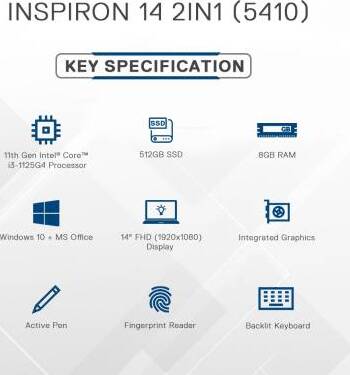 INSPIRON 14 2IN1 (5410)
KEY SPECIFICATION
SSD
GB
11th Gen Intel® Core™
i3-1125G4 Processor
512GB SSD
8GB RAM
Windows 10 + MS Office
14" FHD (1920x1080)
Display
Integrated Graphics
Active Pen
Fingerprint Reader
Backlit Keyboard